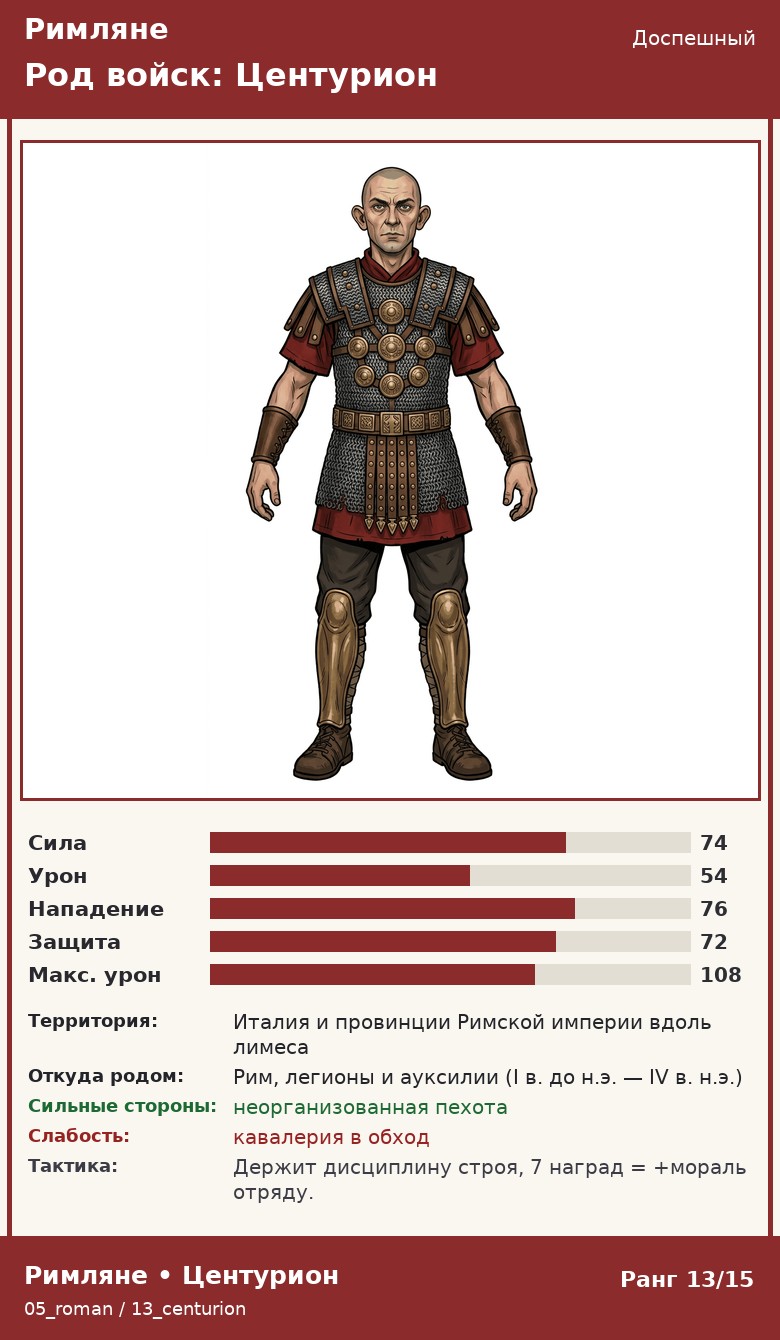 Римляне
Доспешный
Род войск: Центурион
Сила 74
Урон 54
Нападение 76
Защита 72
Макс. урон 108
Территория: Италия и провинции Римской империи вдоль
лимеса
Откуда родом: Рим, легионы и ауксилии (I в. до н.э. — IV в. н.э.)
Сильные стороны: неорганизованная пехота
Слабость: кавалерия в обход
Тактика: Держит дисциплину строя, 7 наград = +мораль
отряду.
Римляне • Центурион
Ранг 13/15
05_roman / 13_centurion